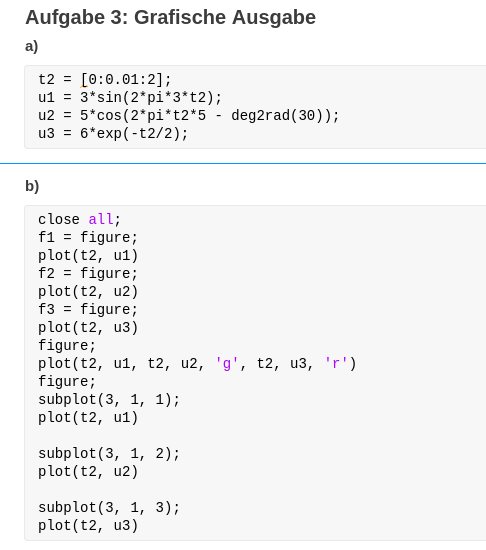 Aufgabe 3: Grafische Ausgabe
a)
t2 = [0:0.01:2];
u1 = 3*sin(2*pi*3*t2);
u2 = 5*cos(2*pi*t2*5 - deg2rad(30));
u3 = 6*exp(-t2/2);
b)
close all;
f1 = figure;
plot(t2, u1)
f2 = figure;
plot(t2, u2)
f3 = figure;
plot(t2, u3)
figure;
plot(t2, u1, t2, u2, 'g', t2, u3, 'r')
figure;
subplot(3, 1, 1);
plot(t2, u1)
subplot(3, 1, 2);
plot(t2, u2)
subplot(3, 1, 3);
plot(t2, u3)